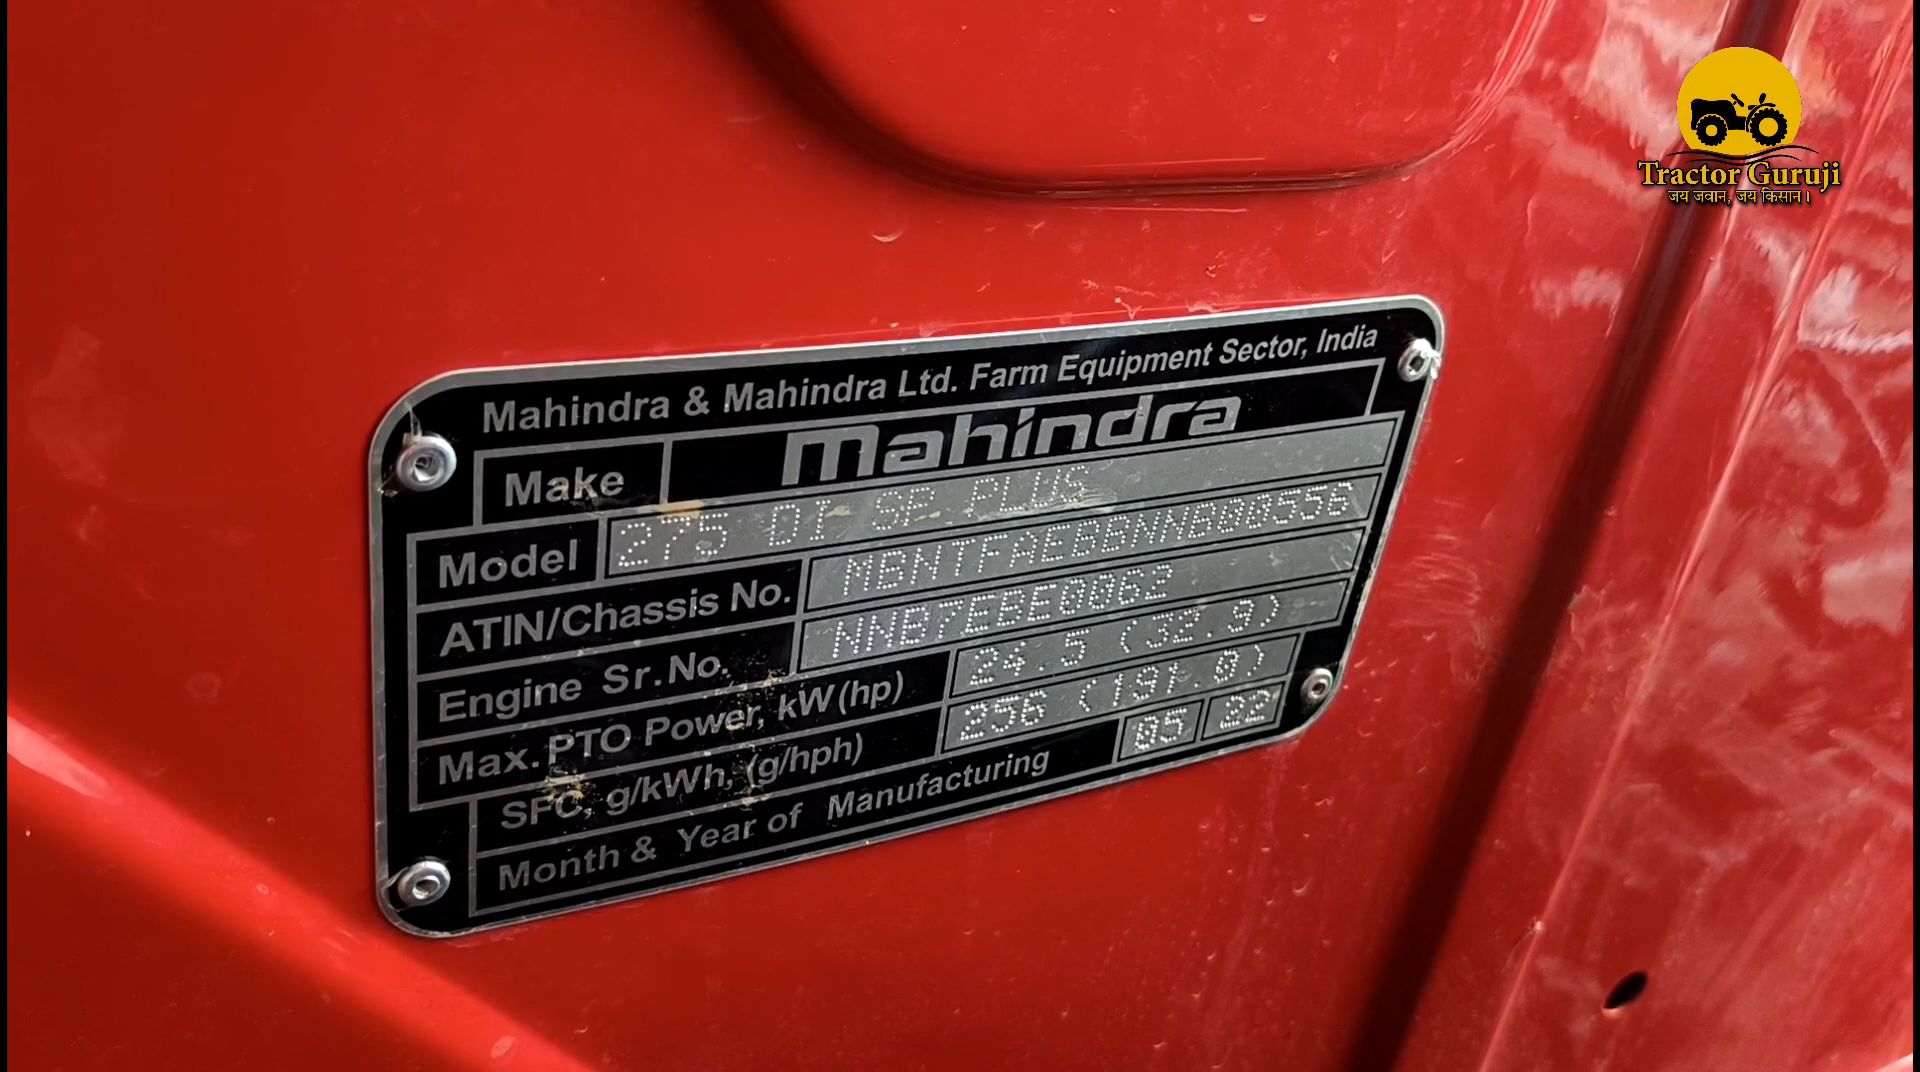 Tractor Guruji
जय जवान, जय किसान।
Mahindra & Mahindra Ltd. Farm Equipment Sector, India
Make mahindra
Model 275 DI SP PLUS
ATIN/Chassis No. MBNTFAEBBNNB00556
Engine Sr.No. NNB7EBE0062
Max. PTO Power, kW (hp) 24.5 (32.9)
SFC, g/kWh, (g/hph) 256 (191.0)
Month & Year of Manufacturing 05 22